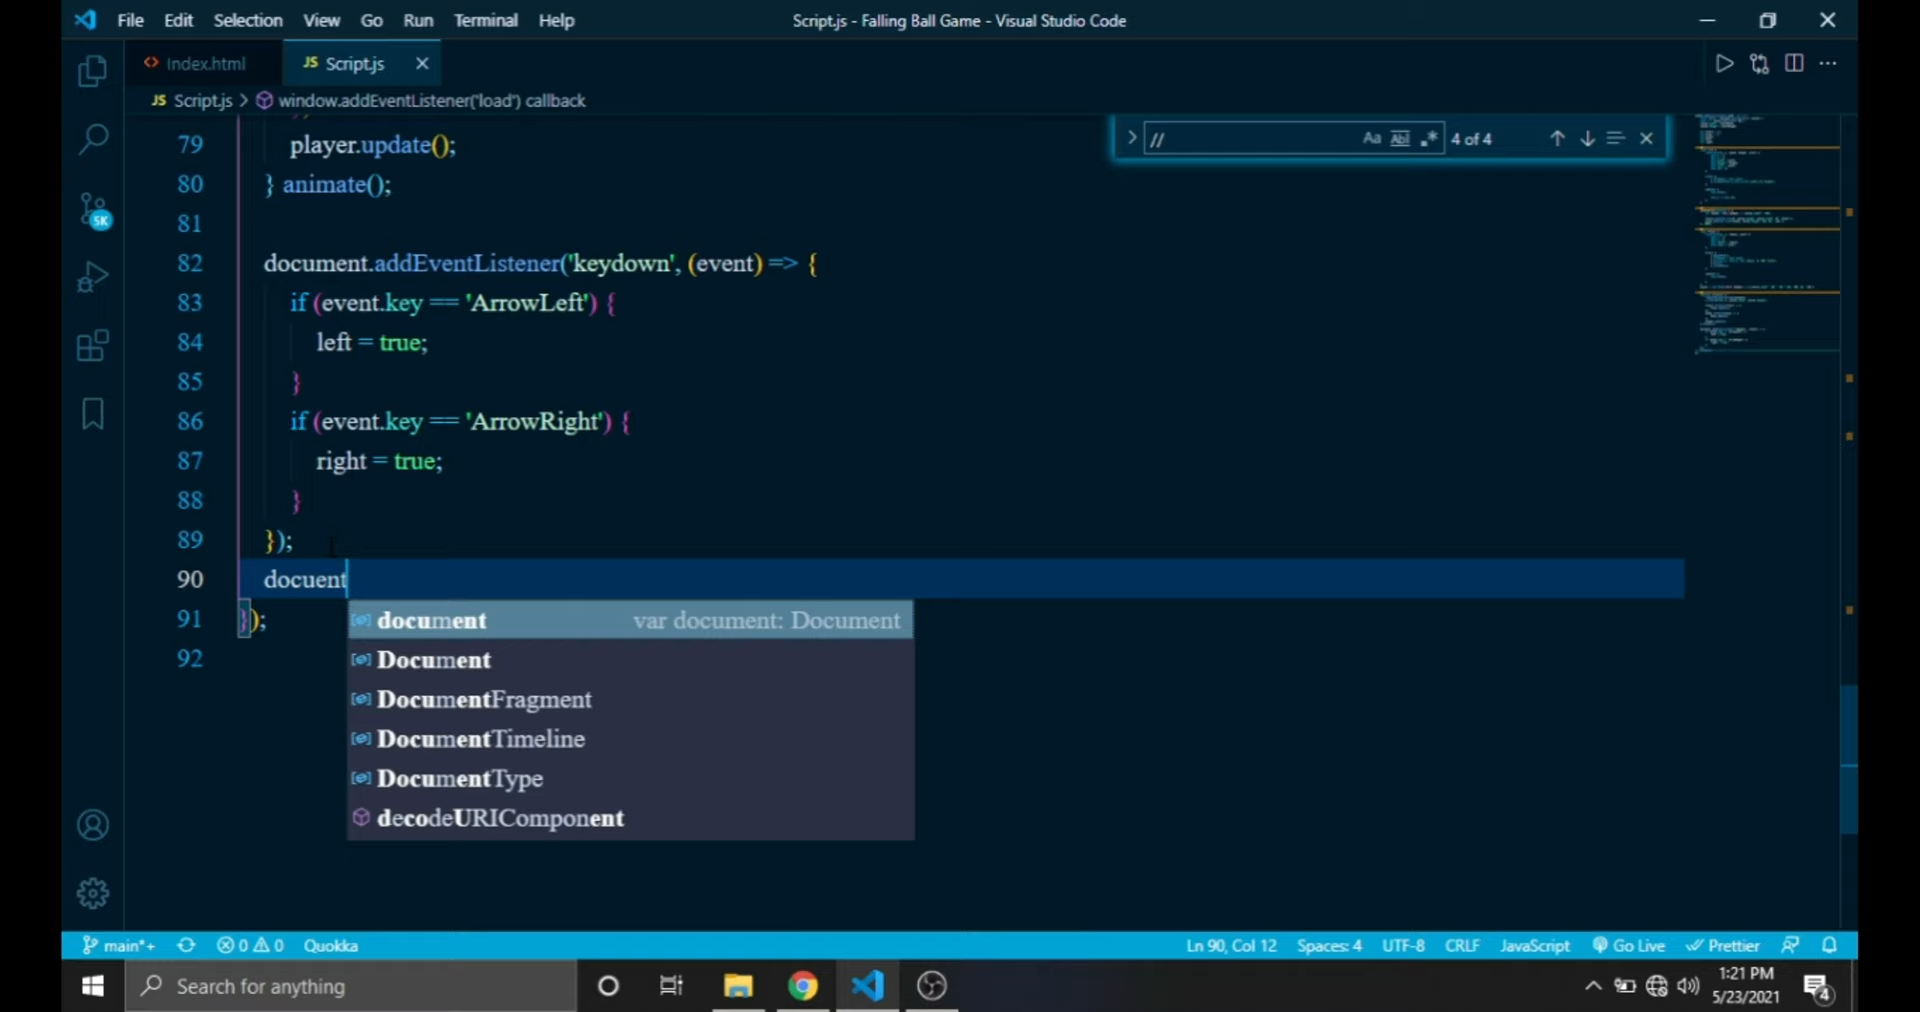 File Edit Selection View Go Run Terminal Help Script.js - Falling Ball Game - Visual Studio Code
Index.html JS Script.js
JS Script.js > window.addEventListener('load') callback
// Aa Abl .* 4 of 4
79 player.update();
80 } animate();
81
82 document.addEventListener('keydown', (event) => {
83 if (event.key == 'ArrowLeft') {
84 left = true;
85 }
86 if (event.key == 'ArrowRight') {
87 right = true;
88 }
89 });
90 docuent
91 });
92
document var document: Document
Document
DocumentFragment
DocumentTimeline
DocumentType
decodeURIComponent
5K
main*+ 0 0 Quokka Ln 90, Col 12 Spaces: 4 UTF-8 CRLF JavaScript Go Live Prettier
Search for anything
1:21 PM
5/23/2021
4